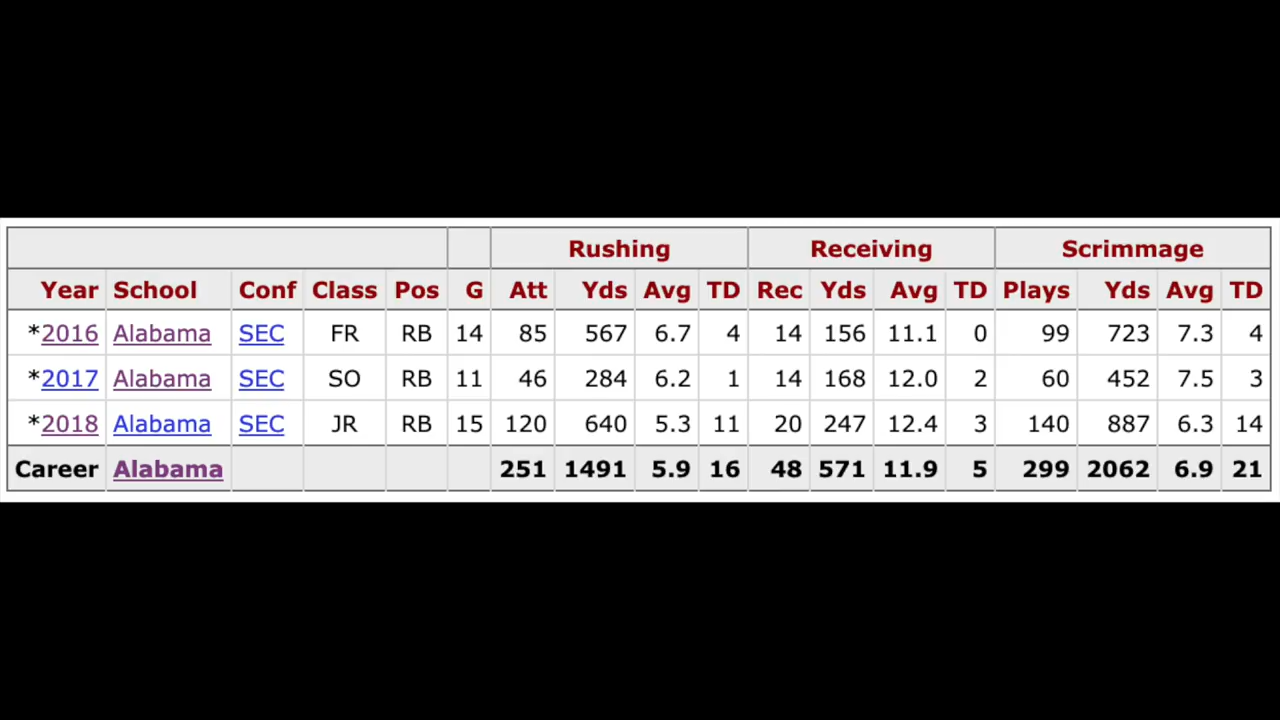 Rushing Receiving Scrimmage
Year School Conf Class Pos G Att Yds Avg TD Rec Yds Avg TD Plays Yds Avg TD
*2016 Alabama SEC FR RB 14 85 567 6.7 4 14 156 11.1 0 99 723 7.3 4
*2017 Alabama SEC SO RB 11 46 284 6.2 1 14 168 12.0 2 60 452 7.5 3
*2018 Alabama SEC JR RB 15 120 640 5.3 11 20 247 12.4 3 140 887 6.3 14
Career Alabama 251 1491 5.9 16 48 571 11.9 5 299 2062 6.9 21